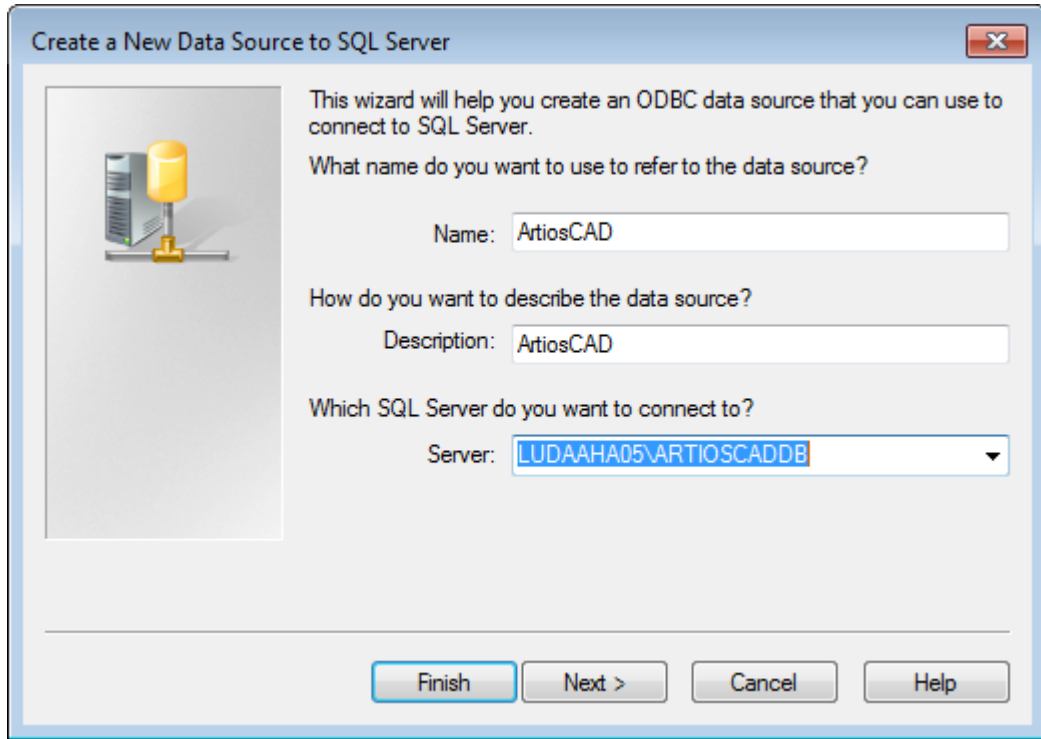 Create a New Data Source to SQL Server
This wizard will help you create an ODBC data source that you can use to
connect to SQL Server.
What name do you want to use to refer to the data source?
Name: ArtiosCAD
How do you want to describe the data source?
Description: ArtiosCAD
Which SQL Server do you want to connect to?
Server: LUDAAHA05\ARTIOSCADDB
Finish Next > Cancel Help